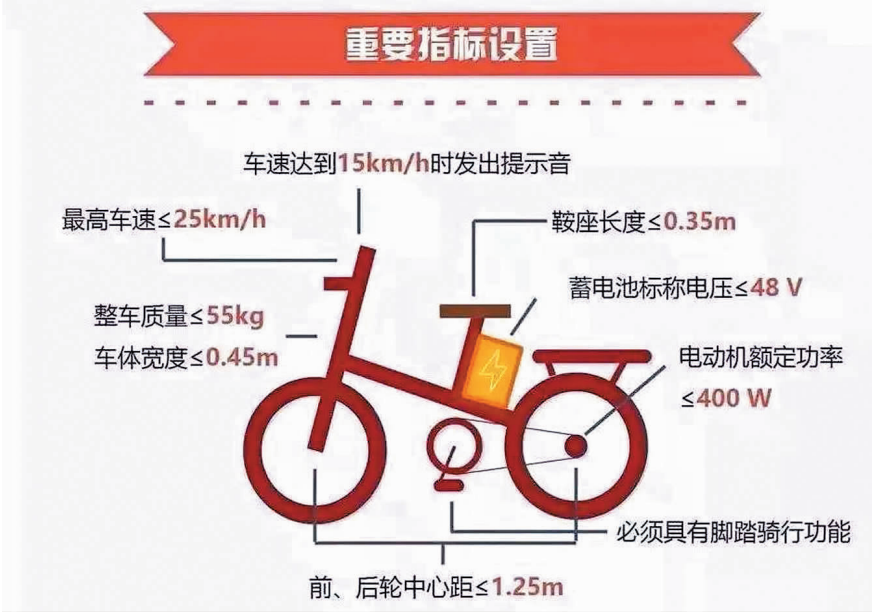 重要指标设置
车速达到15km/h时发出提示音
最高车速≤25km/h
鞍座长度≤0.35m
蓄电池标称电压≤48 V
整车质量≤55kg
车体宽度≤0.45m
电动机额定功率
≤400 W
必须具有脚踏骑行功能
前、后轮中心距≤1.25m